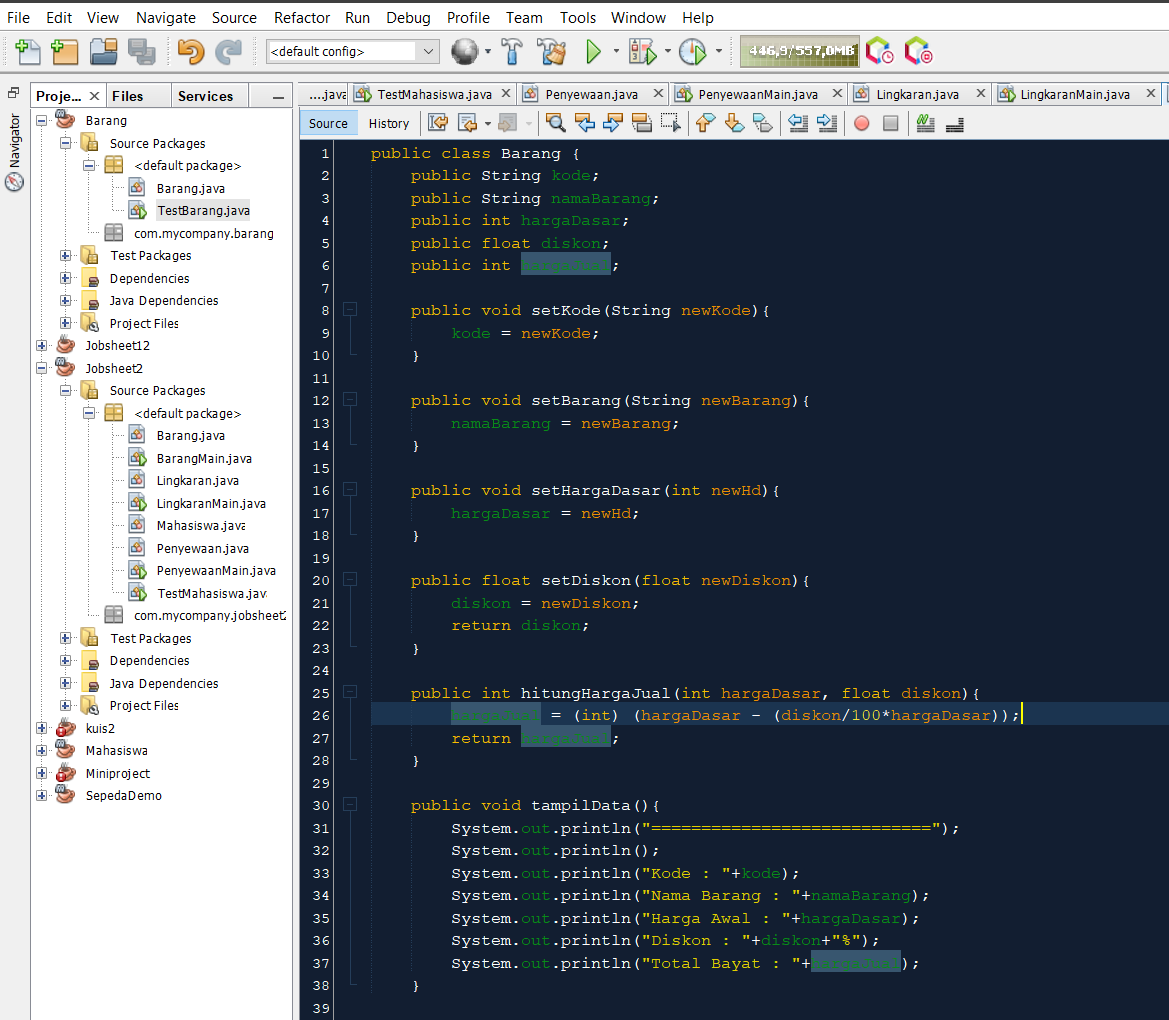 File Edit View Navigate Source Refactor Run Debug Profile Team Tools Window Help
<default config>
446,9/557,0MB
Proje... Files Services
....java TestMahasiswa.java Penyewaan.java PenyewaanMain.java Lingkaran.java LingkaranMain.java
Navigator
Source History
Barang
Source Packages
<default package>
Barang.java
TestBarang.java
com.mycompany.barang
Test Packages
Dependencies
Java Dependencies
Project Files
Jobsheet12
Jobsheet2
Source Packages
<default package>
Barang.java
BarangMain.java
Lingkaran.java
LingkaranMain.java
Mahasiswa.java
Penyewaan.java
PenyewaanMain.java
TestMahasiswa.jav
com.mycompany.jobsheet2
Test Packages
Dependencies
Java Dependencies
Project Files
kuis2
Mahasiswa
Miniproject
SepedaDemo
1 public class Barang {
2 public String kode;
3 public String namaBarang;
4 public int hargaDasar;
5 public float diskon;
6 public int hargaJual;
7
8 public void setKode(String newKode){
9 kode = newKode;
10 }
11
12 public void setBarang(String newBarang){
13 namaBarang = newBarang;
14 }
15
16 public void setHargaDasar(int newHd){
17 hargaDasar = newHd;
18 }
19
20 public float setDiskon(float newDiskon){
21 diskon = newDiskon;
22 return diskon;
23 }
24
25 public int hitungHargaJual(int hargaDasar, float diskon){
26 hargaJual = (int) (hargaDasar - (diskon/100*hargaDasar));
27 return hargaJual;
28 }
29
30 public void tampilData(){
31 System.out.println("============================");
32 System.out.println();
33 System.out.println("Kode : "+kode);
34 System.out.println("Nama Barang : "+namaBarang);
35 System.out.println("Harga Awal : "+hargaDasar);
36 System.out.println("Diskon : "+diskon+"%");
37 System.out.println("Total Bayat : "+hargaJual);
38 }
39